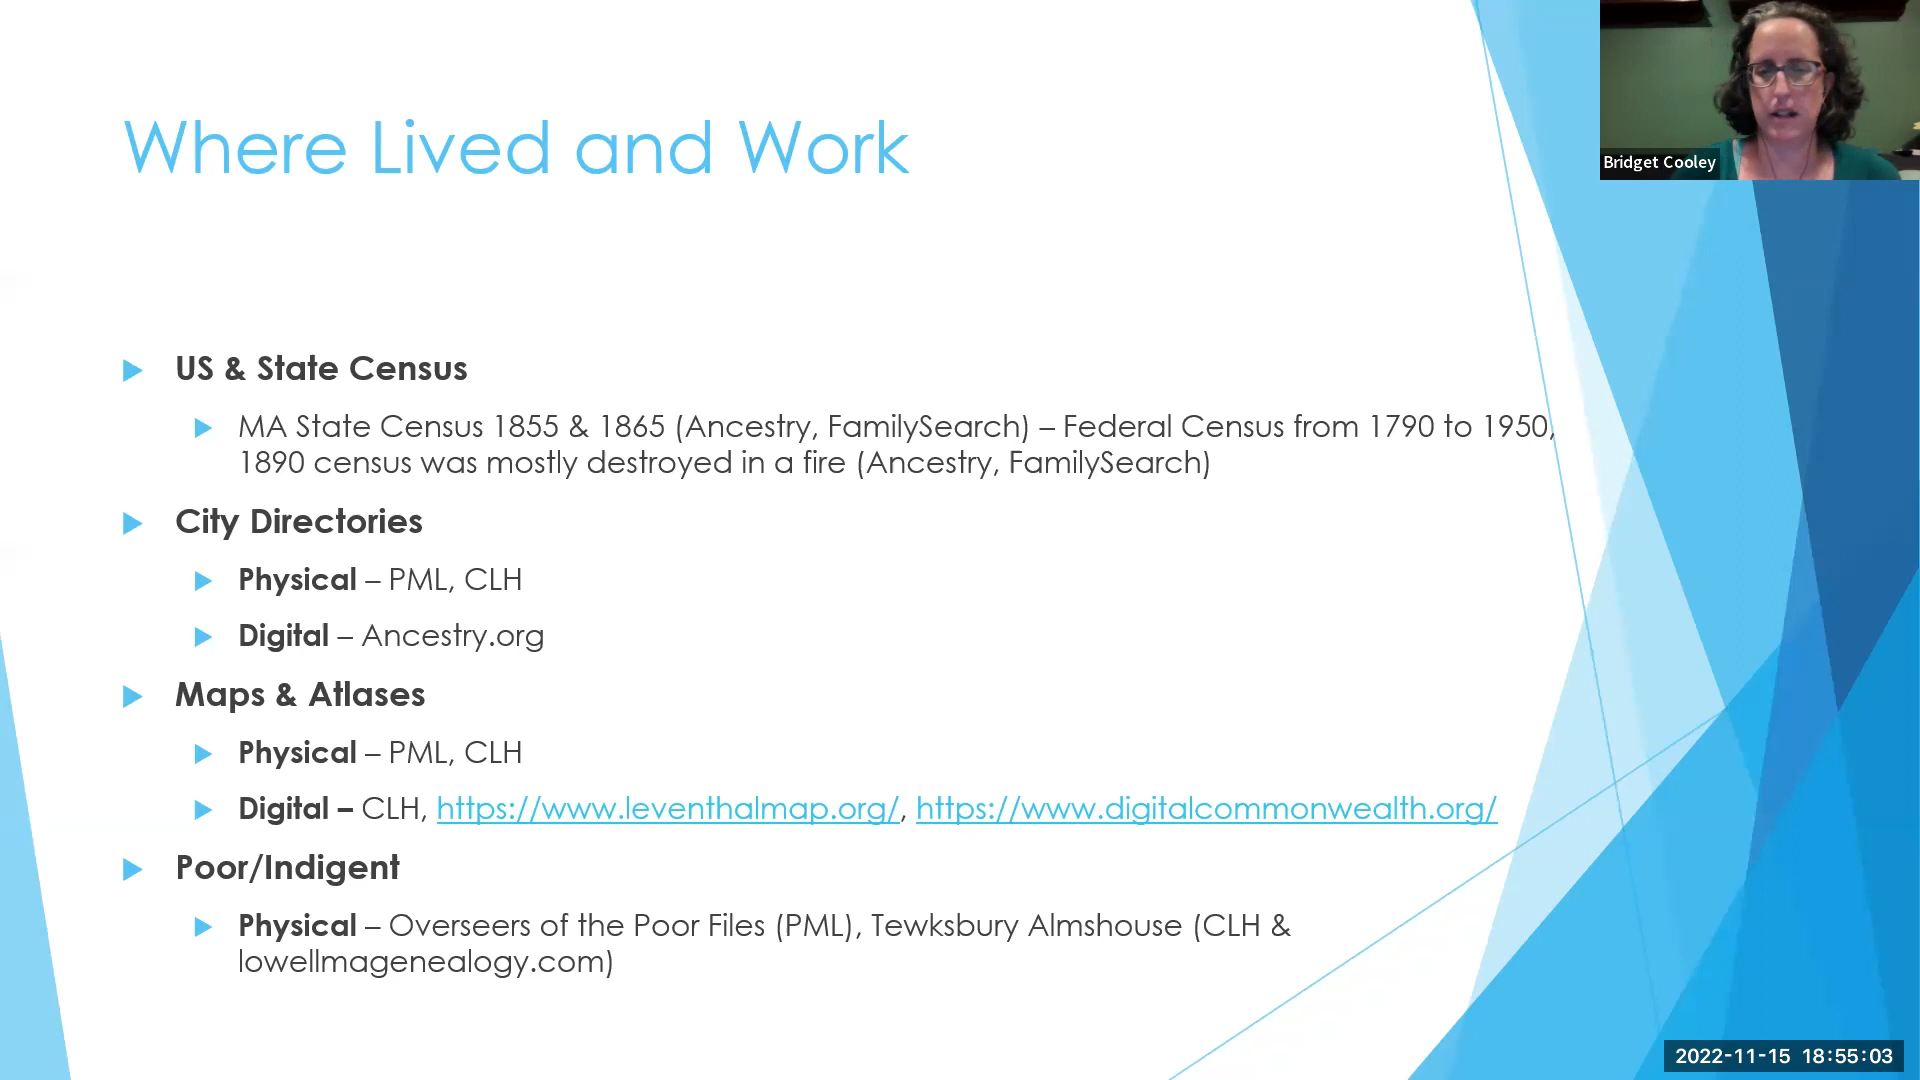 Where Lived and Work
Bridget Cooley
US & State Census
MA State Census 1855 & 1865 (Ancestry, FamilySearch) – Federal Census from 1790 to 1950,
1890 census was mostly destroyed in a fire (Ancestry, FamilySearch)
City Directories
Physical – PML, CLH
Digital – Ancestry.org
Maps & Atlases
Physical – PML, CLH
Digital – CLH, https://www.leventhalmap.org/, https://www.digitalcommonwealth.org/
Poor/Indigent
Physical – Overseers of the Poor Files (PML), Tewksbury Almshouse (CLH &
lowellmagenealogy.com)
2022-11-15 18:55:03